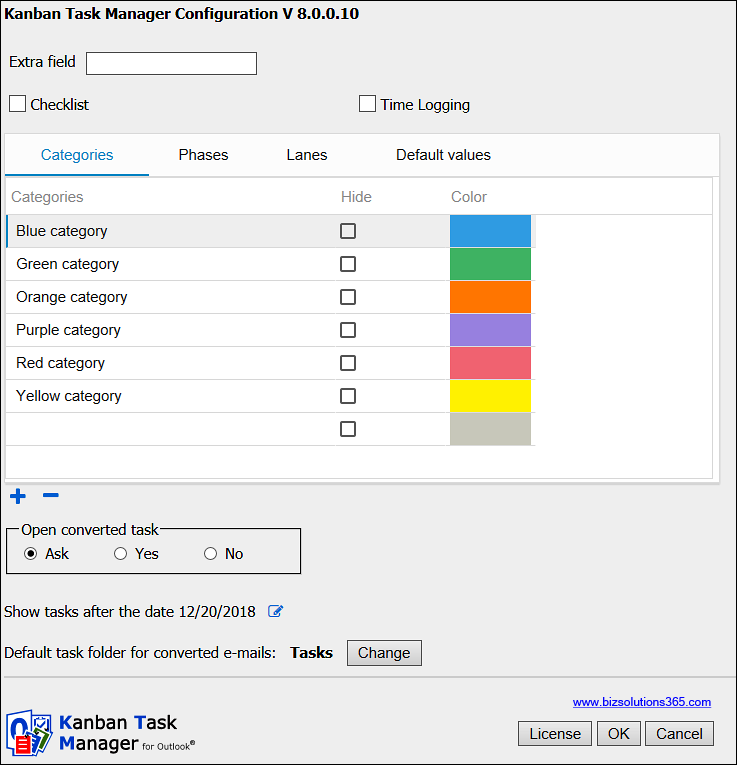 Kanban Task Manager Configuration V 8.0.0.10
Extra field
Checklist Time Logging
Categories Phases Lanes Default values
Categories Hide Color
Blue category
Green category
Orange category
Purple category
Red category
Yellow category
Open converted task
Ask Yes No
Show tasks after the date 12/20/2018
Default task folder for converted e-mails: Tasks Change
www.bizsolutions365.com
Kanban Task
Manager for Outlook®
License OK Cancel